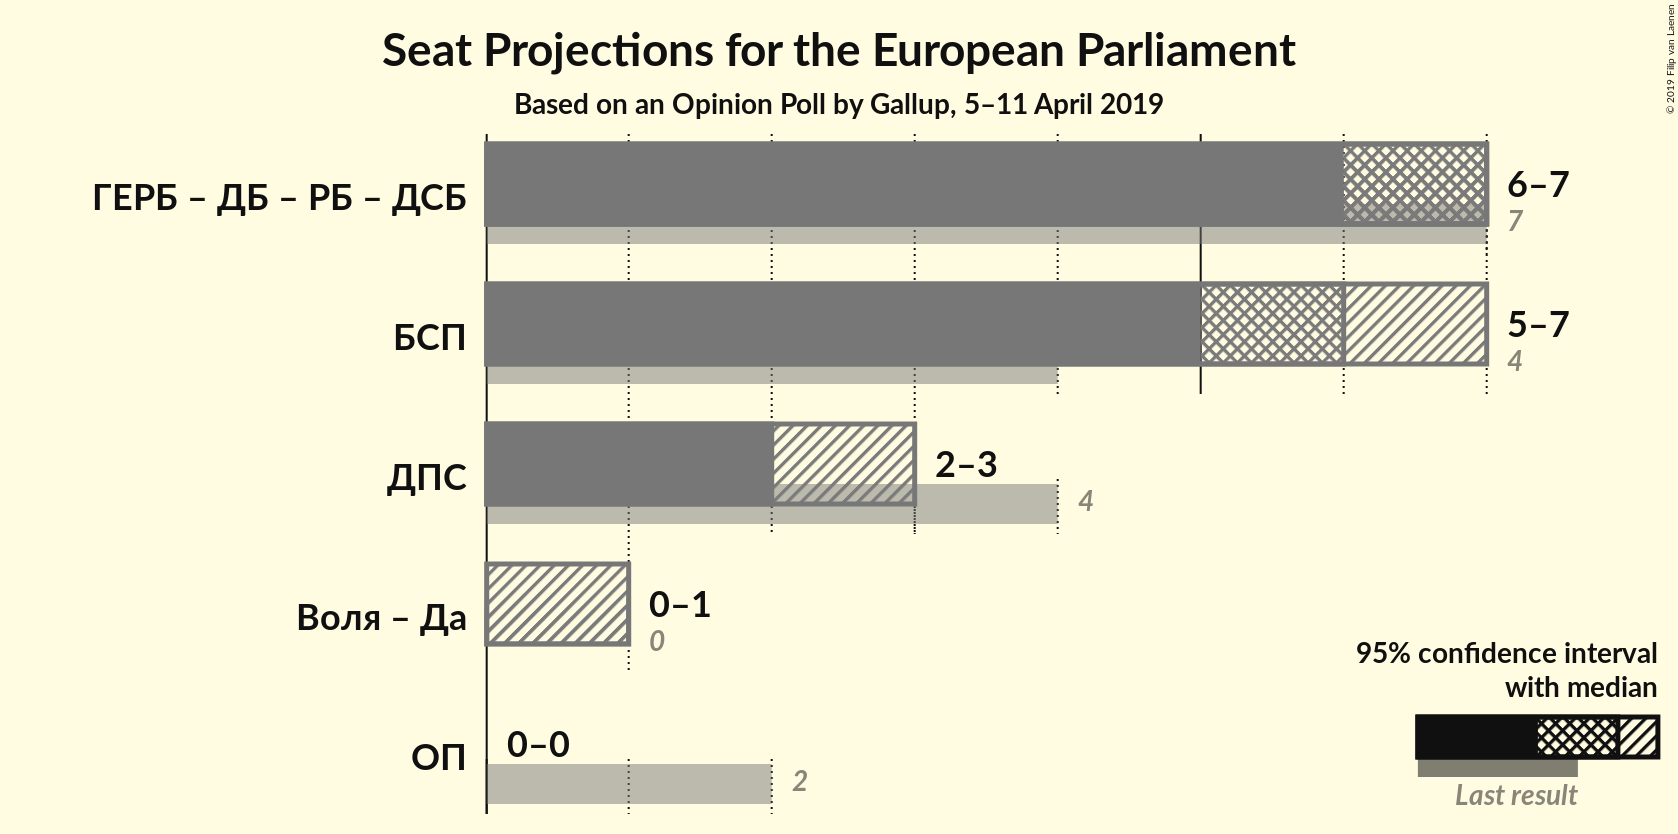 Seat Projections for the European Parliament
Based on an Opinion Poll by Gallup, 5–11 April 2019
© 2019 Filip van Laenen
ГЕРБ – ДБ – РБ – ДСБ
6–7
7
БСП
5–7
4
ДПС
2–3
4
Воля – Да
0–1
0
ОП
0–0
2
95% confidence interval
with median
Last result